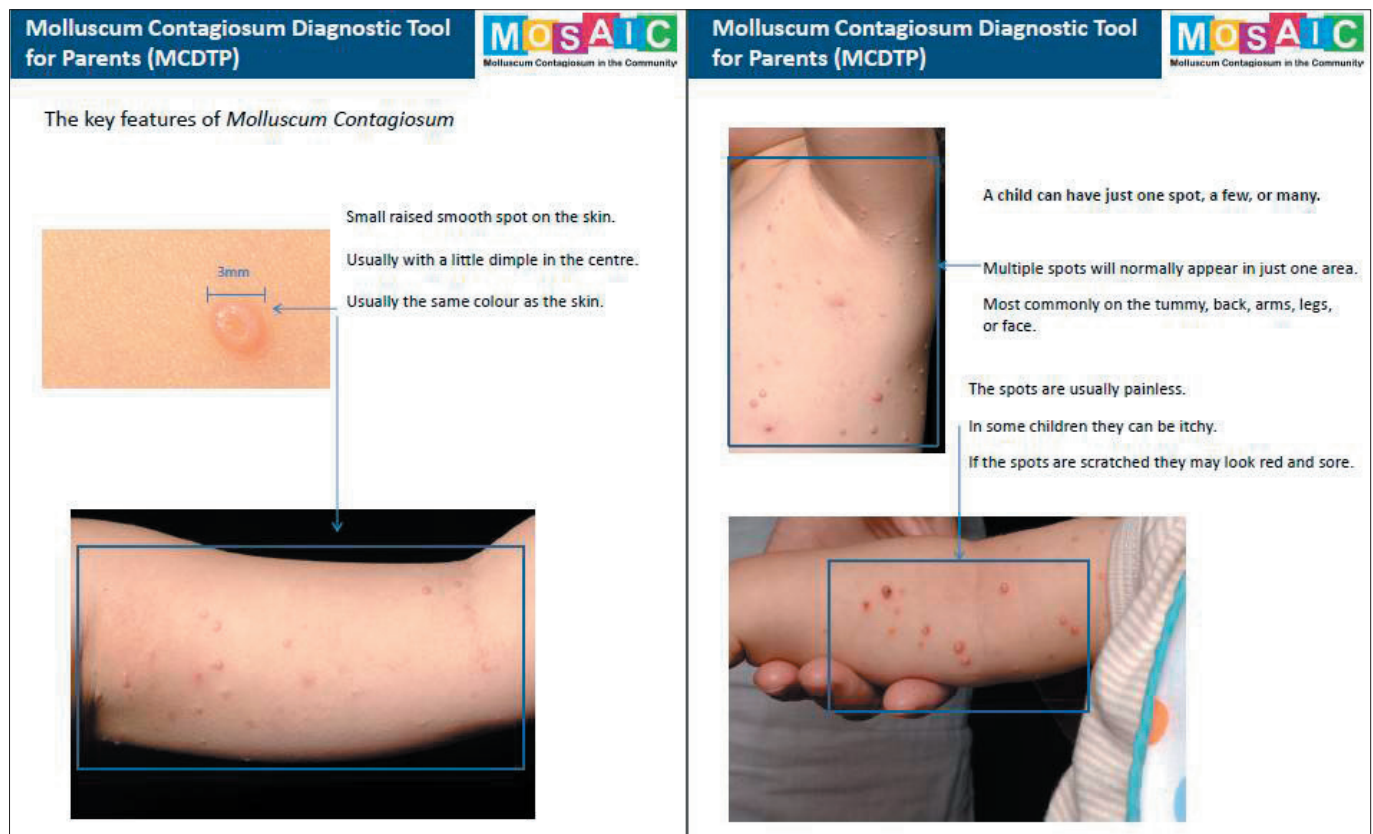 Molluscum Contagiosum Diagnostic Tool
for Parents (MCDTP)
MOSAIC
Molluscum Contagiosum in the Community
The key features of Molluscum Contagiosum
Small raised smooth spot on the skin.
Usually with a little dimple in the centre.
Usually the same colour as the skin.
3mm
Molluscum Contagiosum Diagnostic Tool
for Parents (MCDTP)
MOSAIC
Molluscum Contagiosum in the Community
A child can have just one spot, a few, or many.
Multiple spots will normally appear in just one area.
Most commonly on the tummy, back, arms, legs,
or face.
The spots are usually painless.
In some children they can be itchy.
If the spots are scratched they may look red and sore.